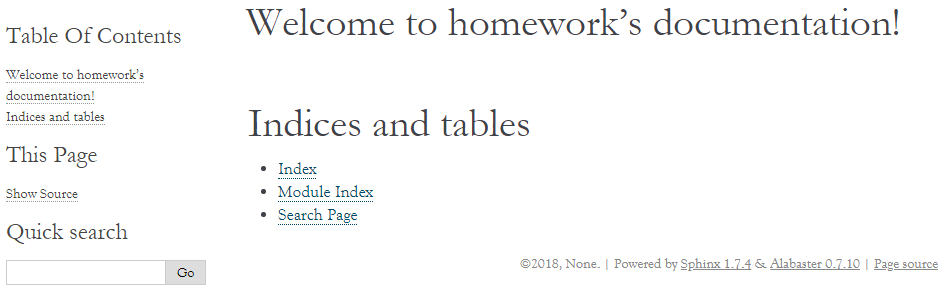 Table Of Contents
Welcome to homework’s
documentation!
Indices and tables
This Page
Show Source
Quick search
Go
Welcome to homework’s documentation!
Indices and tables
Index
Module Index
Search Page
©2018, None. | Powered by Sphinx 1.7.4 & Alabaster 0.7.10 | Page source